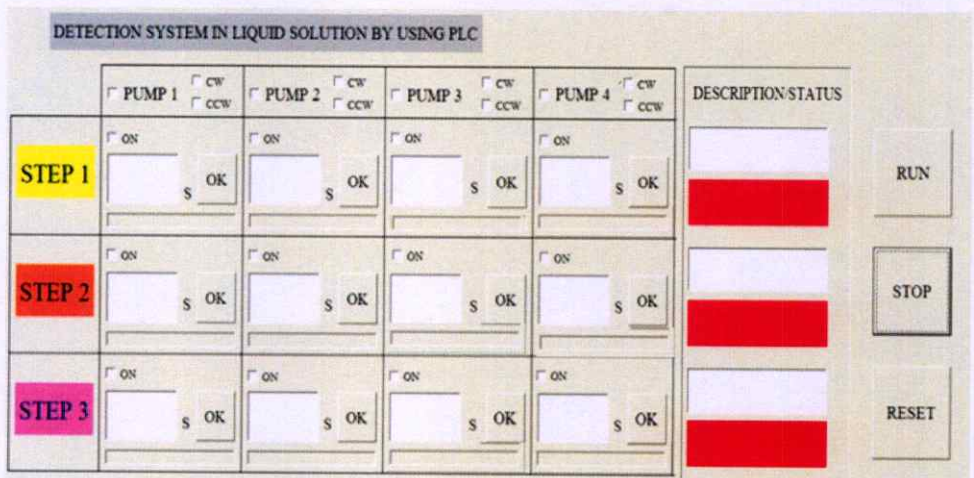 DETECTION SYSTEM IN LIQUID SOLUTION BY USING PLC
PUMP 1 CW CCW PUMP 2 CW CCW PUMP 3 CW CCW PUMP 4 CW CCW DESCRIPTION/STATUS
ON ON ON ON
STEP 1 S OK S OK S OK S OK RUN
ON ON ON ON
STEP 2 S OK S OK S OK S OK STOP
ON ON ON ON
STEP 3 S OK S OK S OK S OK RESET